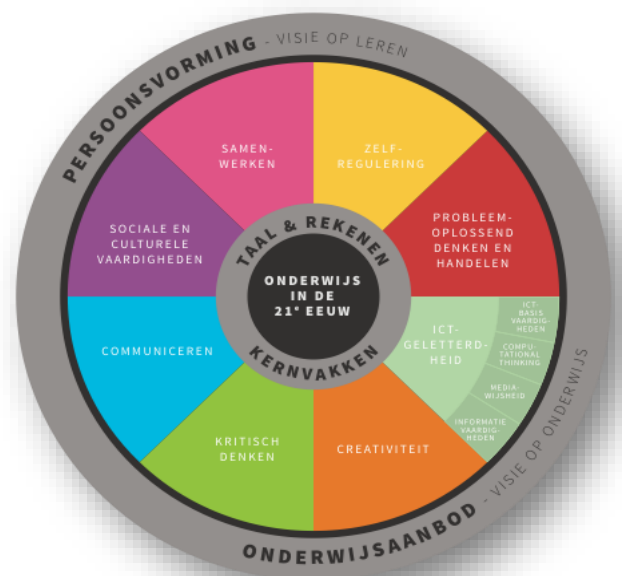 PERSOONSVORMING - VISIE OP LEREN
SAMEN-
WERKEN
ZELF-
REGULERING
SOCIALE EN
CULTURELE
VAARDIGHEDEN
PROBLEEM-
OPLOSSEND
DENKEN EN
HANDELEN
TAAL & REKENEN
ONDERWIJS
IN DE
21e EEUW
KERNVAKKEN
COMMUNICEREN
ICT-
GELETTERD-
HEID
ICT-
BASIS
VAARDIG-
HEDEN
COMPU-
TATIONAL
THINKING
MEDIA-
WIJSHEID
INFORMATIE
VAARDIG-
HEDEN
KRITISCH
DENKEN
CREATIVITEIT
ONDERWIJSAANBOD - VISIE OP ONDERWIJS